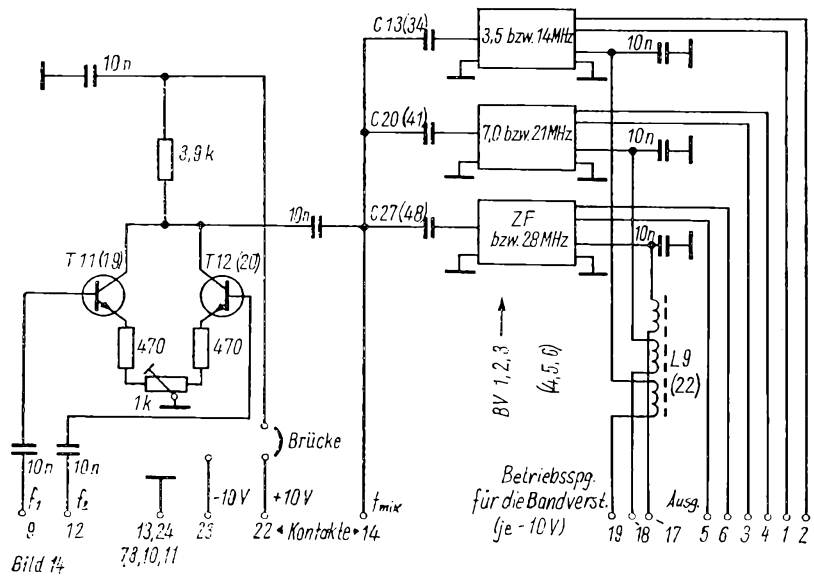 C13(34)
3,5 bzw. 14MHz
10n
10n
C20(41)
7,0 bzw. 21MHz
10n
3,9k
10n
C27(48)
ZF
bzw. 28MHz
10n
T11(19)
T12(20)
470
470
1k
BV 1,2,3
(4,5,6)
L9
(22)
Brücke
10n
10n
-10V
+10V
f1
f2
fmix
Betriebsspg.
für die Bandverst.
(je -10V)
Ausg.
9 12 13,24 23 22 Kontakte 14 19 18 17 5 6 3 4 1 2
7,8,10,11
Bild 14